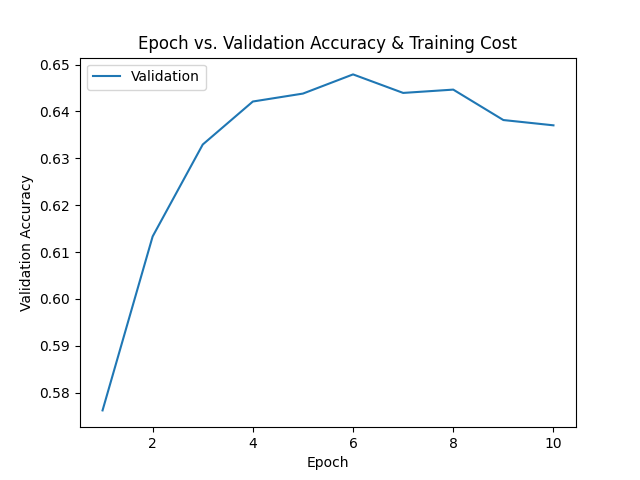 Epoch vs. Validation Accuracy & Training Cost
Validation
Validation Accuracy
0.65
0.64
0.63
0.62
0.61
0.60
0.59
0.58
2 4 6 8 10
Epoch